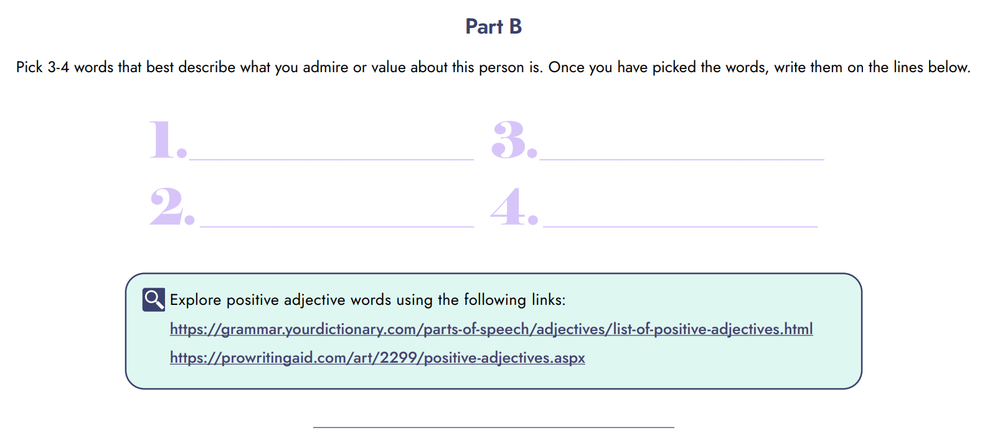 Part B
Pick 3-4 words that best describe what you admire or value about this person is. Once you have picked the words, write them on the lines below.
1.
3.
2.
4.
Explore positive adjective words using the following links:
https://grammar.yourdictionary.com/parts-of-speech/adjectives/list-of-positive-adjectives.html
https://prowritingaid.com/art/2299/positive-adjectives.aspx